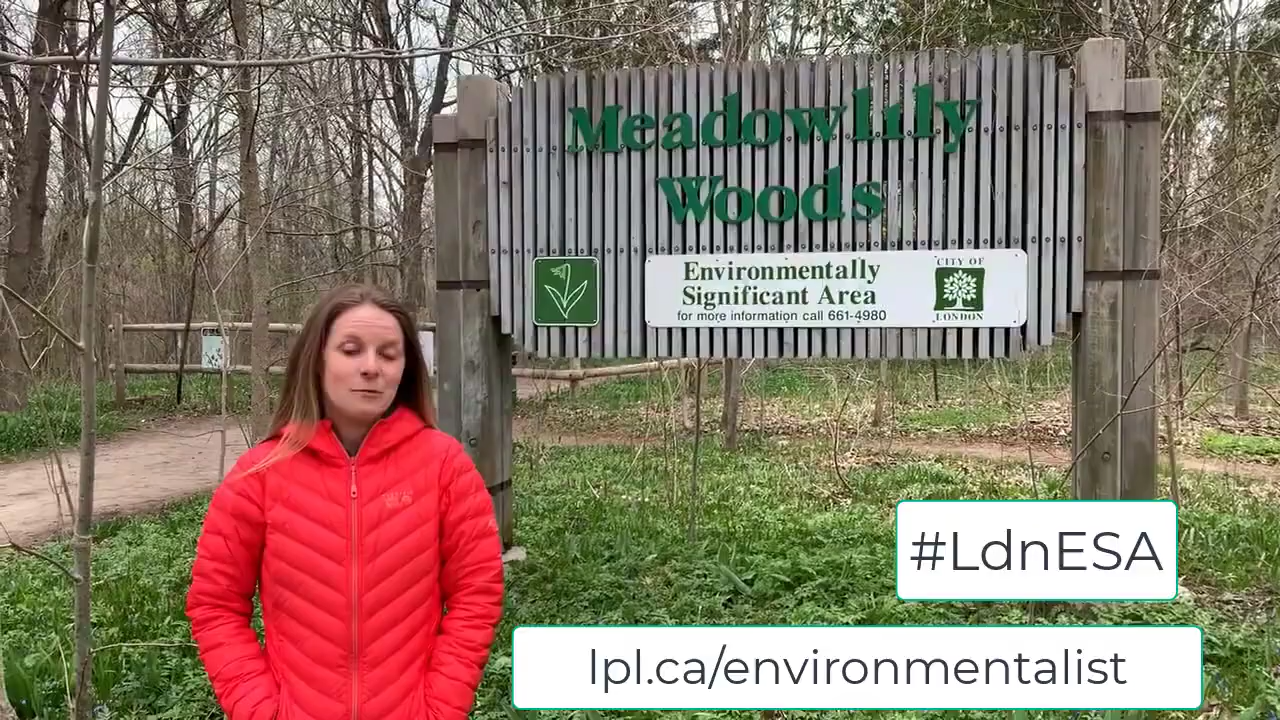 Meadowlily
Woods
Environmentally
Significant Area
for more information call 661-4980
CITY OF
LONDON
#LdnESA
lpl.ca/environmentalist